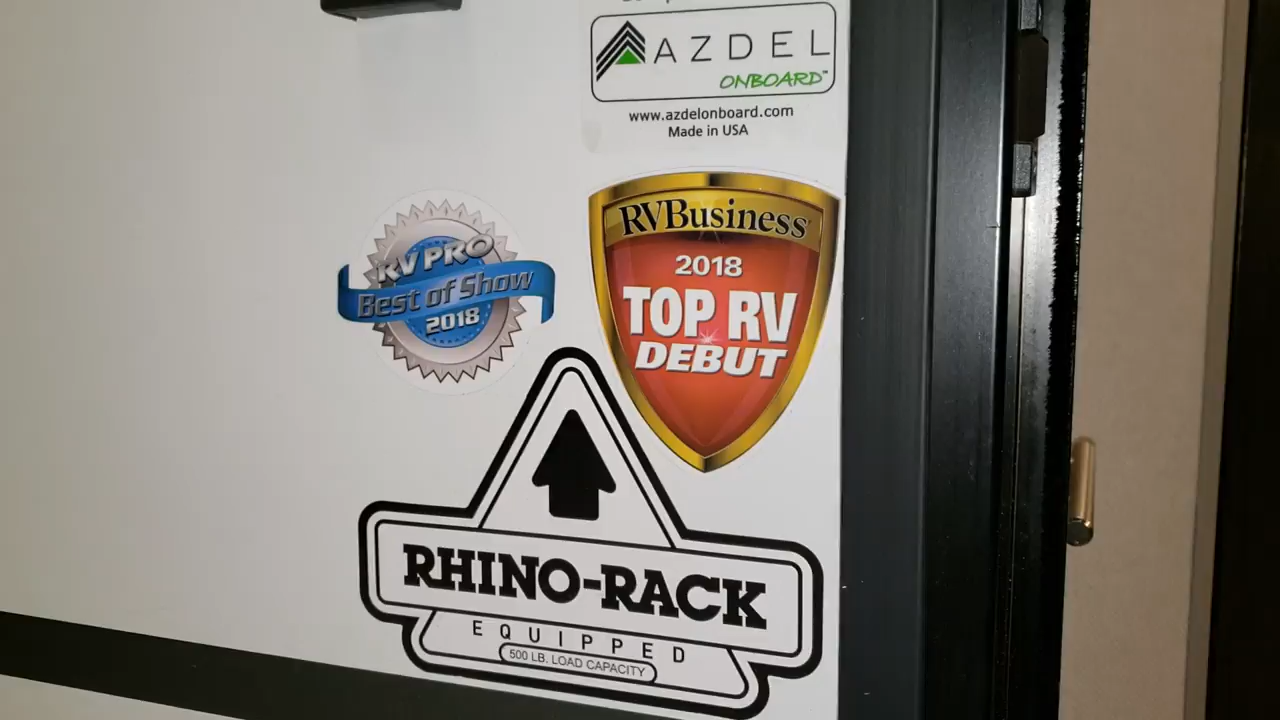 AZDEL
ONBOARD™
www.azdelonboard.com
Made in USA
RVBusiness
2018
TOP RV
DEBUT
RV PRO
Best of Show
2018
RHINO-RACK
EQUIPPED
500 LB. LOAD CAPACITY